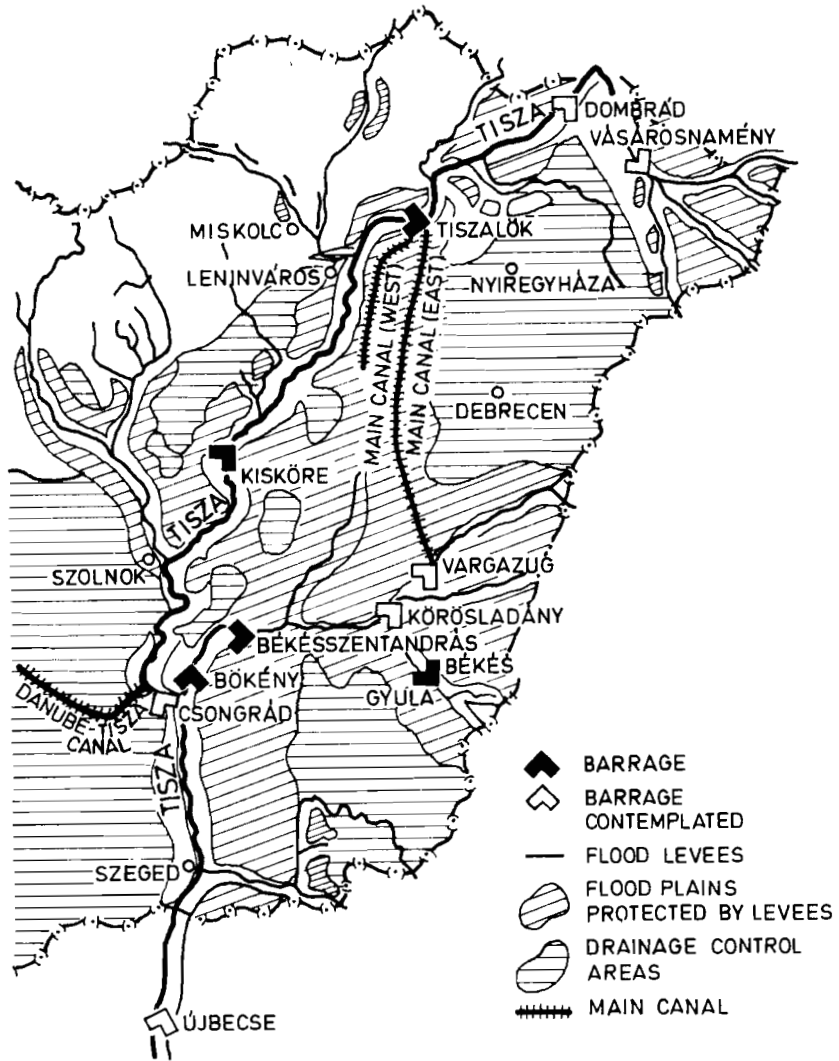 TISZA
DOMBRÁD
VÁSÁROSNAMÉNY
MISKOLC
TISZALÖK
LENINVÁROS
NYIREGYHÁZA
MAIN CANAL (WEST)
MAIN CANAL (EAST)
DEBRECEN
KISKÖRE
TISZA
VARGAZUG
SZOLNOK
KÖRÖSLADÁNY
BÉKÉSSZENTANDRÁS
BÉKÉS
BÖKÉNY
GYULA
DANUBE-TISZA
CANAL
CSONGRÁD
TISZA
SZEGED
ÚJBECSE
BARRAGE
BARRAGE
CONTEMPLATED
FLOOD LEVEES
FLOOD PLAINS
PROTECTED BY LEVEES
DRAINAGE CONTROL
AREAS
MAIN CANAL